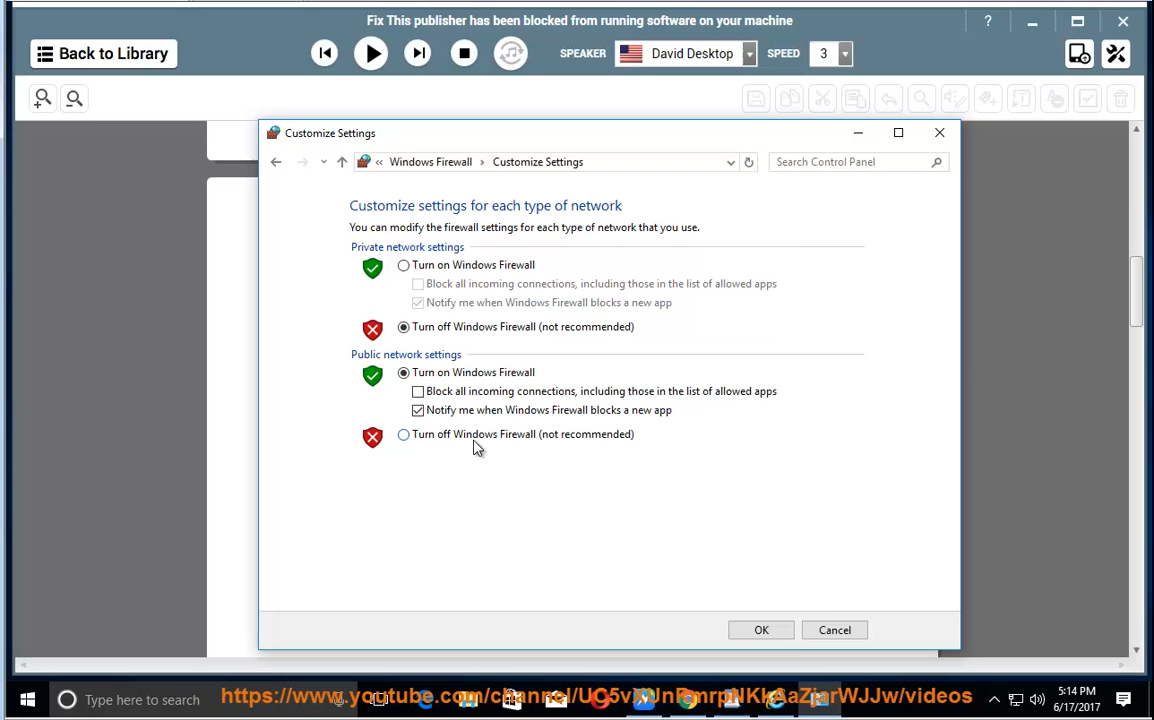 Fix This publisher has been blocked from running software on your machine
?
Back to Library
SPEAKER
David Desktop
SPEED
3
Customize Settings
« Windows Firewall › Customize Settings
Search Control Panel
Customize settings for each type of network
You can modify the firewall settings for each type of network that you use.
Private network settings
Turn on Windows Firewall
Block all incoming connections, including those in the list of allowed apps
Notify me when Windows Firewall blocks a new app
Turn off Windows Firewall (not recommended)
Public network settings
Turn on Windows Firewall
Block all incoming connections, including those in the list of allowed apps
Notify me when Windows Firewall blocks a new app
Turn off Windows Firewall (not recommended)
OK
Cancel
Type here to search
5:14 PM
6/17/2017